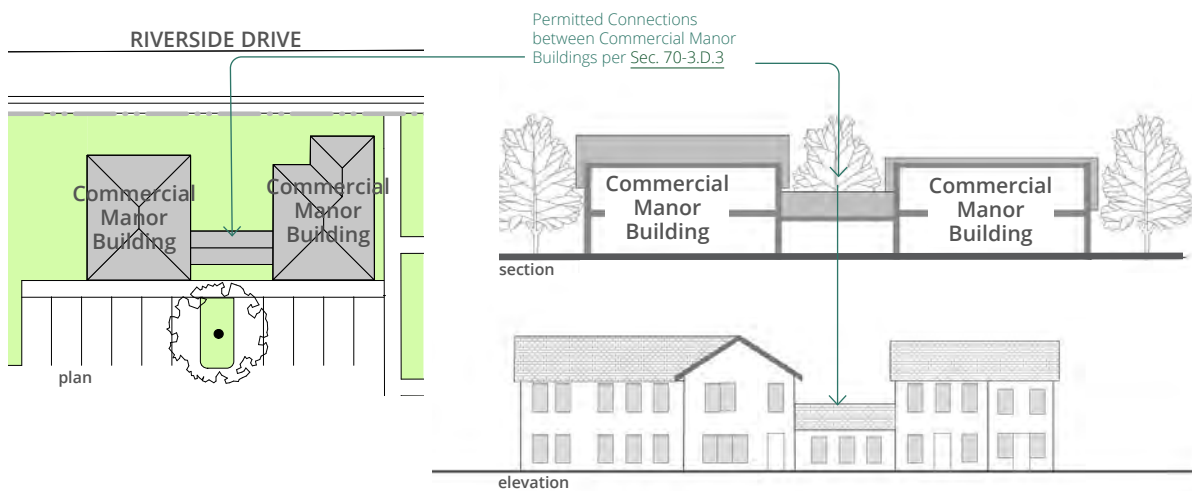 RIVERSIDE DRIVE
Permitted Connections
between Commercial Manor
Buildings per Sec. 70-3.D.3
Commercial
Manor
Building
Commercial
Manor
Building
plan
Commercial
Manor
Building
Commercial
Manor
Building
section
elevation